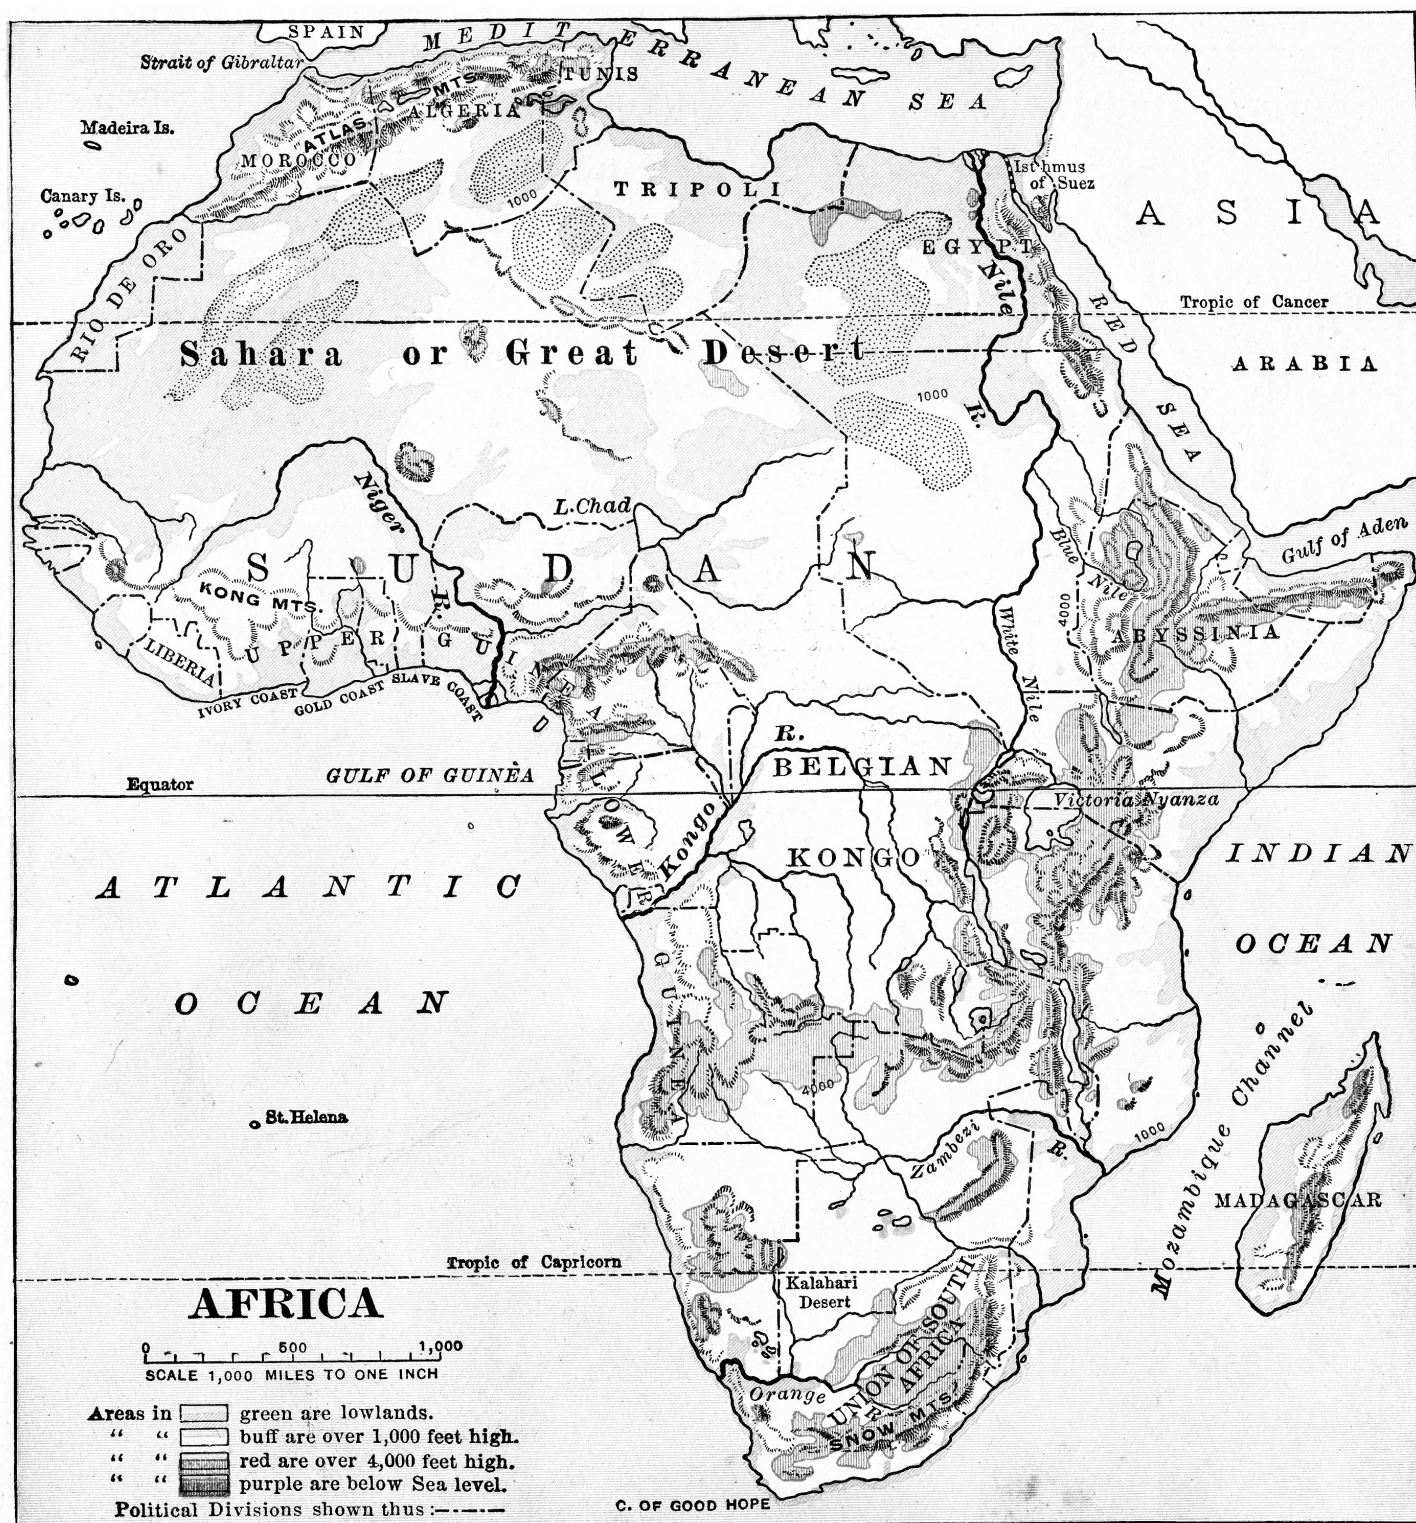 SPAIN
MEDITERRANEAN SEA
Strait of Gibraltar
TUNIS
ATLAS MTS.
ALGERIA
Madeira Is.
MOROCCO
Canary Is.
1000
TRIPOLI
Isthmus
of Suez
ASIA
EGYPT
RIO DE ORO
Nile R.
RED SEA
Tropic of Cancer
Sahara or Great Desert
ARABIA
1000
Niger R.
L. Chad
Gulf of Aden
SUDAN
Blue Nile
KONG MTS.
4000
White Nile
ABYSSINIA
UPPER GUINEA
LIBERIA
IVORY COAST
GOLD COAST
SLAVE COAST
R.
BELGIAN
GULF OF GUINÈA
Equator
Victoria Nyanza
LOWER GUINEA
Kongo
KONGO
INDIAN
OCEAN
ATLANTIC
OCEAN
4000
St. Helena
Zambezi R.
1000
Mozambique Channel
MADAGASCAR
Tropic of Capricorn
Kalahari
Desert
UNION OF SOUTH
AFRICA
Orange R.
SNOW MTS.
C. OF GOOD HOPE
AFRICA
0 500 1,000
SCALE 1,000 MILES TO ONE INCH
Areas in green are lowlands.
“ “ buff are over 1,000 feet high.
“ “ red are over 4,000 feet high.
“ “ purple are below Sea level.
Political Divisions shown thus: